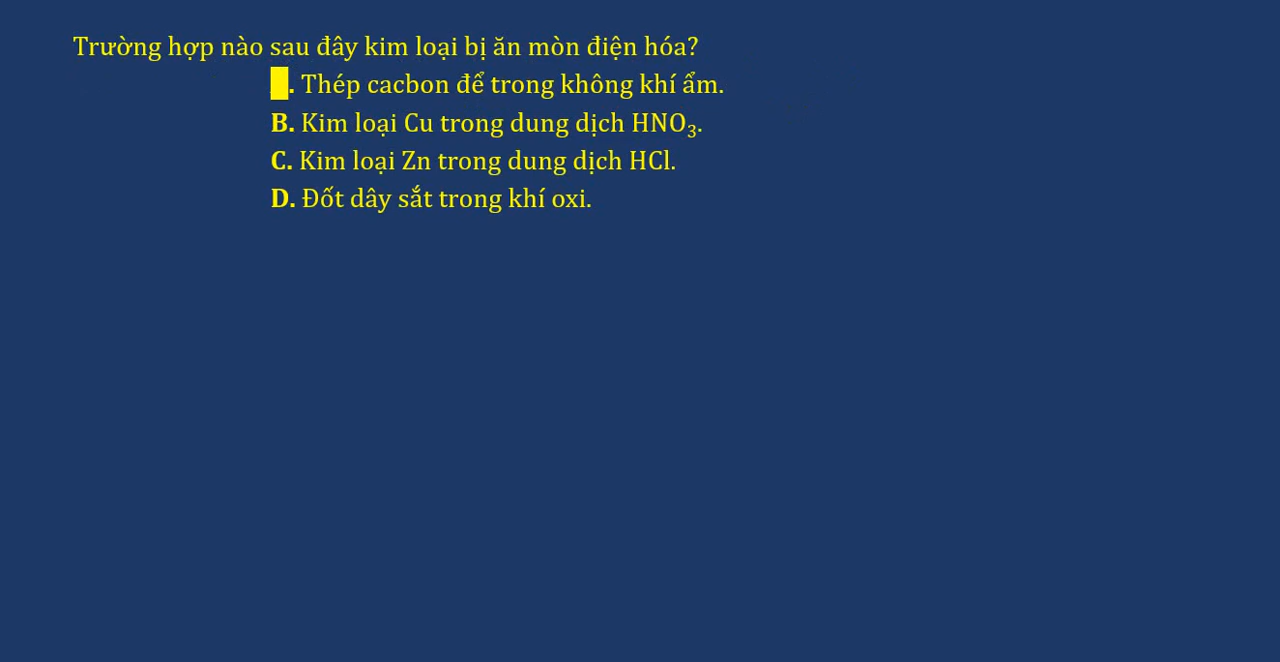 Trường hợp nào sau đây kim loại bị ăn mòn điện hóa?
. Thép cacbon để trong không khí ẩm.
B. Kim loại Cu trong dung dịch HNO₃.
C. Kim loại Zn trong dung dịch HCl.
D. Đốt dây sắt trong khí oxi.